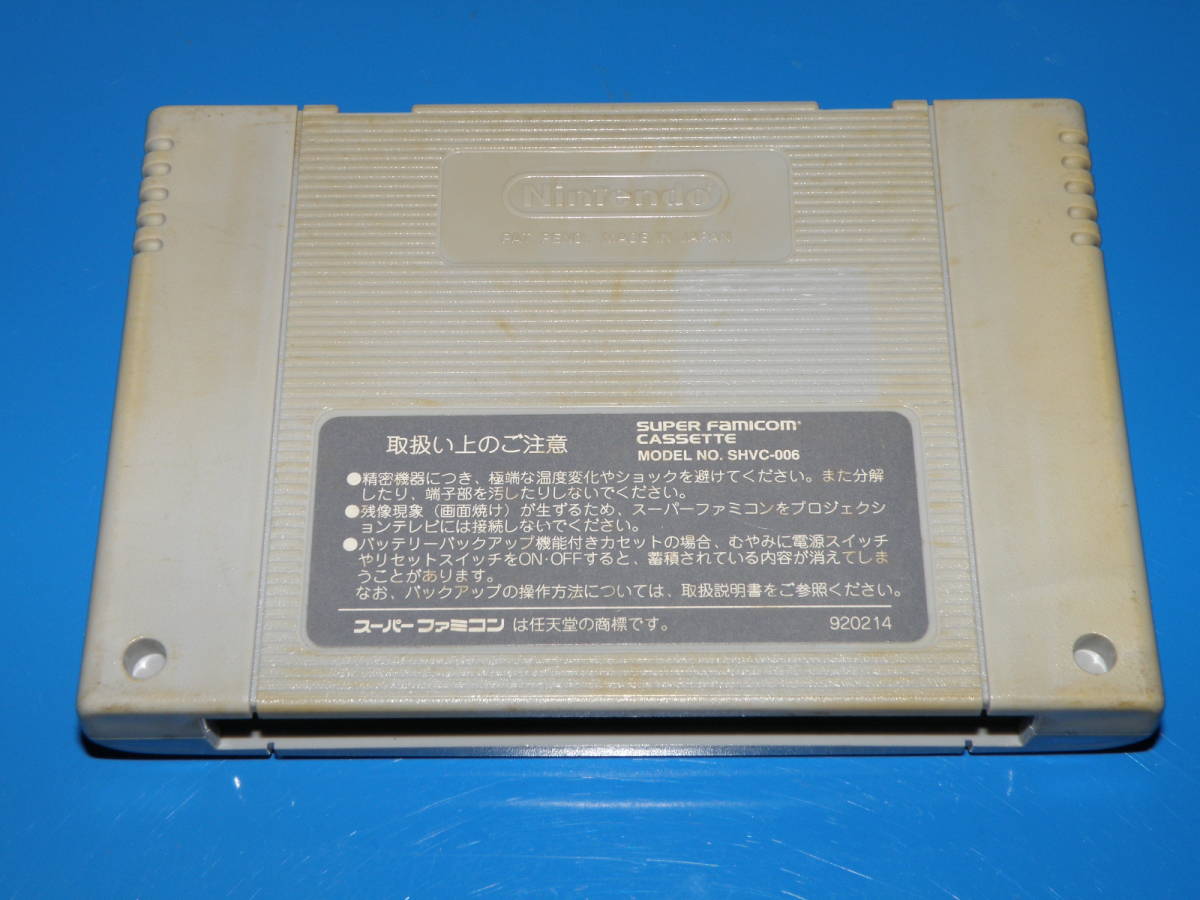 Nintendo®
PAT. PEND. MADE IN JAPAN
取扱い上のご注意
SUPER FAMICOM®
CASSETTE
MODEL NO. SHVC-006
●精密機器につき、極端な温度変化やショックを避けてください。また分解
したり、端子部を汚したりしないでください。
●残像現象（画面焼け）が生ずるため、スーパーファミコンをプロジェクシ
ョンテレビには接続しないでください。
●バッテリーバックアップ機能付きカセットの場合、むやみに電源スイッチ
やリセットスイッチをON・OFFすると、蓄積されている内容が消えてしま
うことがあります。
なお、バックアップの操作方法については、取扱説明書をご参照ください。
スーパーファミコン は任天堂の商標です。
920214